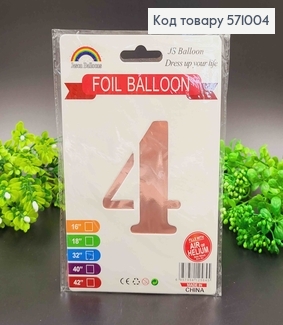 Код товару 571004
JS Balloon
Dress up your life
FOIL BALLOON
4
16"
18"
32"
40"
42"
AIR or
HELIUM
MADE IN
CHINA